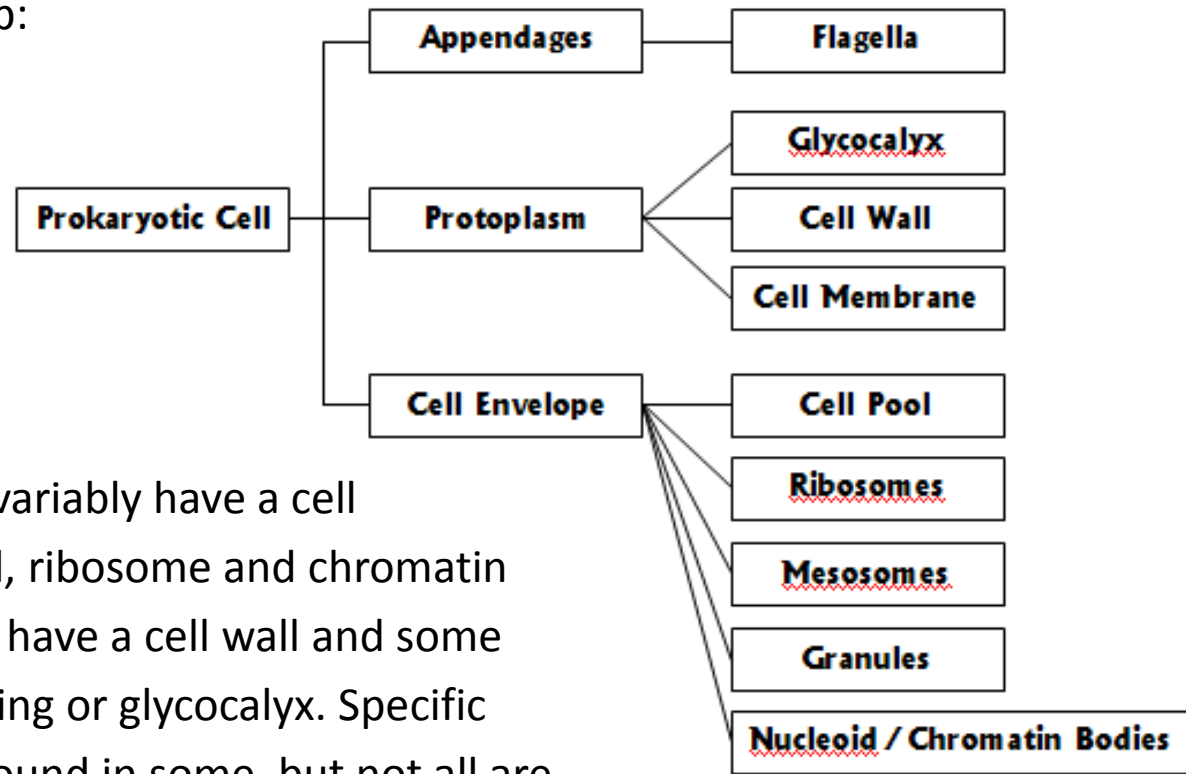 o:
Appendages
Flagella
Glycocalyx
Prokaryotic Cell
Protoplasm
Cell Wall
Cell Membrane
Cell Envelope
Cell Pool
Ribosomes
Mesosomes
Granules
Nucleoid / Chromatin Bodies
variably have a cell
, ribosome and chromatin
have a cell wall and some
ing or glycocalyx. Specific
ound in some, but not all are